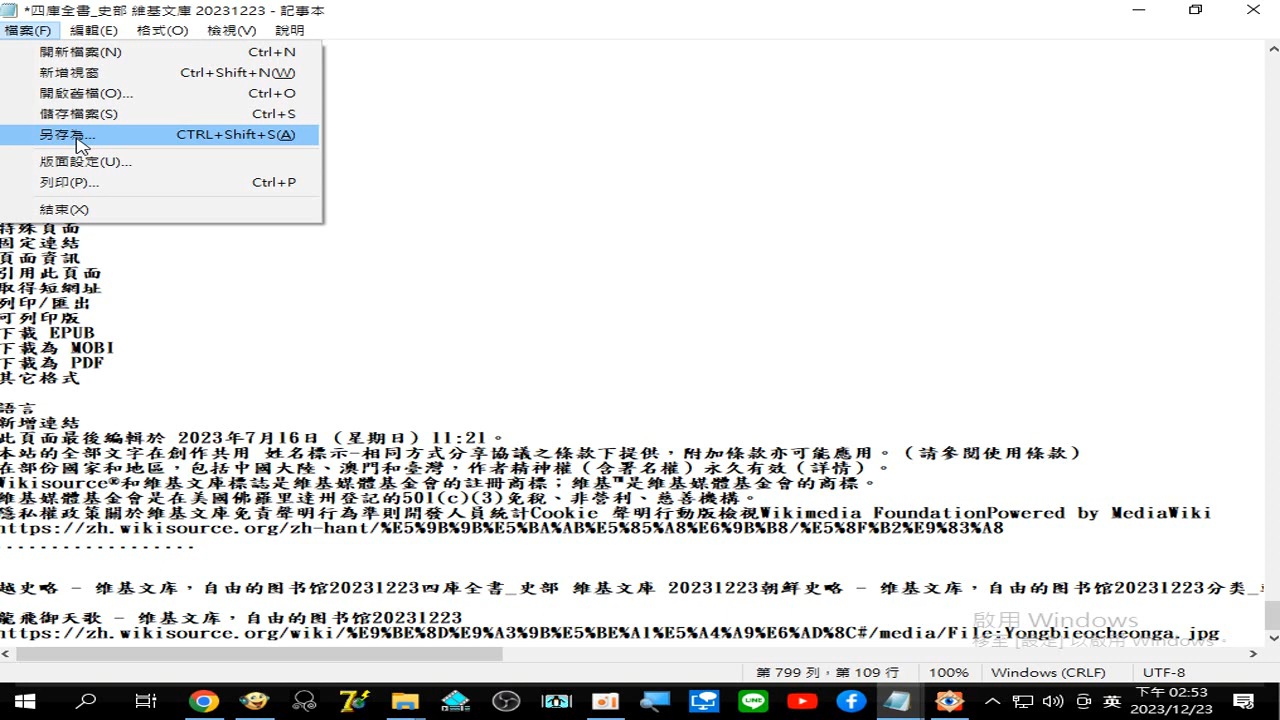 *四庫全書_史部 維基文庫 20231223 - 記事本
檔案(F) 編輯(E) 格式(O) 檢視(V) 說明
開新檔案(N) Ctrl+N
新增視窗 Ctrl+Shift+N(W)
開啟舊檔(O)... Ctrl+O
儲存檔案(S) Ctrl+S
另存為... CTRL+Shift+S(A)
版面設定(U)...
列印(P)... Ctrl+P
結束(X)
特殊頁面
固定連結
頁面資訊
引用此頁面
取得短網址
列印/匯出
可列印版
下載 EPUB
下載為 MOBI
下載為 PDF
其它格式
語言
新增連結
此頁面最後編輯於 2023年7月16日 (星期日) 11:21。
本站的全部文字在創作共用 姓名標示-相同方式分享協議之條款下提供，附加條款亦可能應用。(請參閱使用條款)
在部份國家和地區，包括中國大陸、澳門和臺灣，作者精神權(含署名權)永久有效(詳情)。
Wikisource®和維基文庫標誌是維基媒體基金會的註冊商標；維基™是維基媒體基金會的商標。
維基媒體基金會是在美國佛羅里達州登記的501(c)(3)免稅、非營利、慈善機構。
隱私權政策關於維基文庫免責聲明行為準則開發人員統計Cookie 聲明行動版檢視Wikimedia FoundationPowered by MediaWiki
https://zh.wikisource.org/zh-hant/%E5%9B%9B%E5%BA%AB%E5%85%A8%E6%9B%B8/%E5%8F%B2%E9%83%A8
..................
越史略 - 维基文库，自由的图书馆20231223四庫全書_史部 維基文庫 20231223朝鮮史略 - 维基文库，自由的图书馆20231223分类_
龍飛御天歌 - 维基文库，自由的图书馆20231223
https://zh.wikisource.org/wiki/%E9%BE%8D%E9%A3%9B%E5%BE%A1%E5%A4%A9%E6%AD%8C#/media/File:Yongbieocheonga.jpg
啟用 Windows
移至 [設定] 以啟用 Windows。
第 799 列，第 109 行 100% Windows (CRLF) UTF-8
英 下午 02:53
2023/12/23